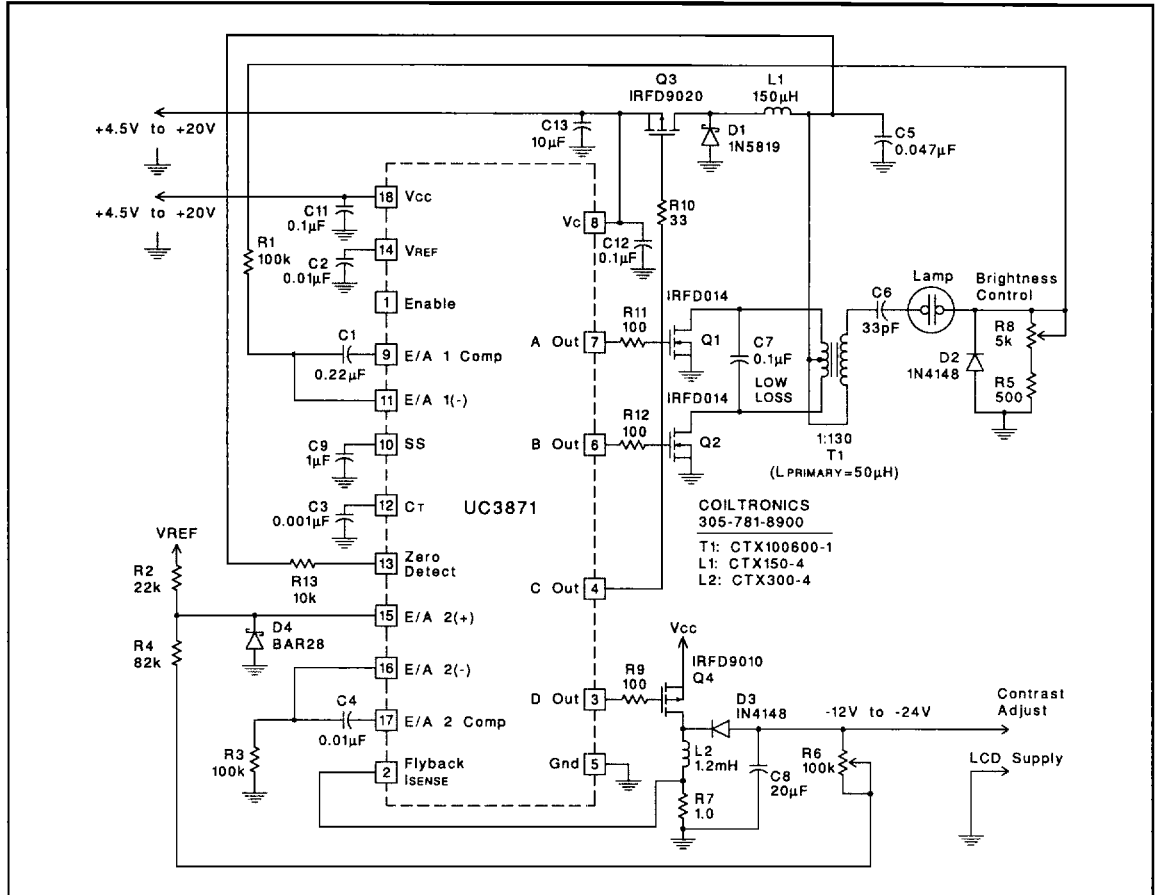 Q3
IRFD9020
L1
150μH
+4.5V to +20V
C13
10μF
D1
1N5819
C5
0.047μF
+4.5V to +20V
18
Vcc
C11
0.1μF
R1
100k
14
VREF
C2
0.01μF
1
Enable
C1
0.22μF
9
E/A 1 Comp
11
E/A 1(-)
C9
1μF
10
SS
C3
0.001μF
12
CT
UC3871
VREF
R2
22k
R13
10k
13
Zero
Detect
15
E/A 2(+)
D4
BAR28
R4
82k
16
E/A 2(-)
C4
0.01μF
17
E/A 2 Comp
R3
100k
2
Flyback
ISENSE
Vc
8
C12
0.1μF
R10
33
A Out
7
R11
100
IRFD014
Q1
C7
0.1μF
LOW
LOSS
B Out
6
R12
100
IRFD014
Q2
C6
33pF
Lamp
Brightness
Control
R8
5k
D2
1N4148
R5
500
1:130
T1
(LPRIMARY=50μH)
COILTRONICS
305-781-8900
T1: CTX100600-1
L1: CTX150-4
L2: CTX300-4
C Out
4
Vcc
IRFD9010
Q4
D Out
3
R9
100
D3
IN4148
-12V to -24V
Contrast
Adjust
L2
1.2mH
C8
20μF
R6
100k
LCD Supply
Gnd
5
R7
1.0